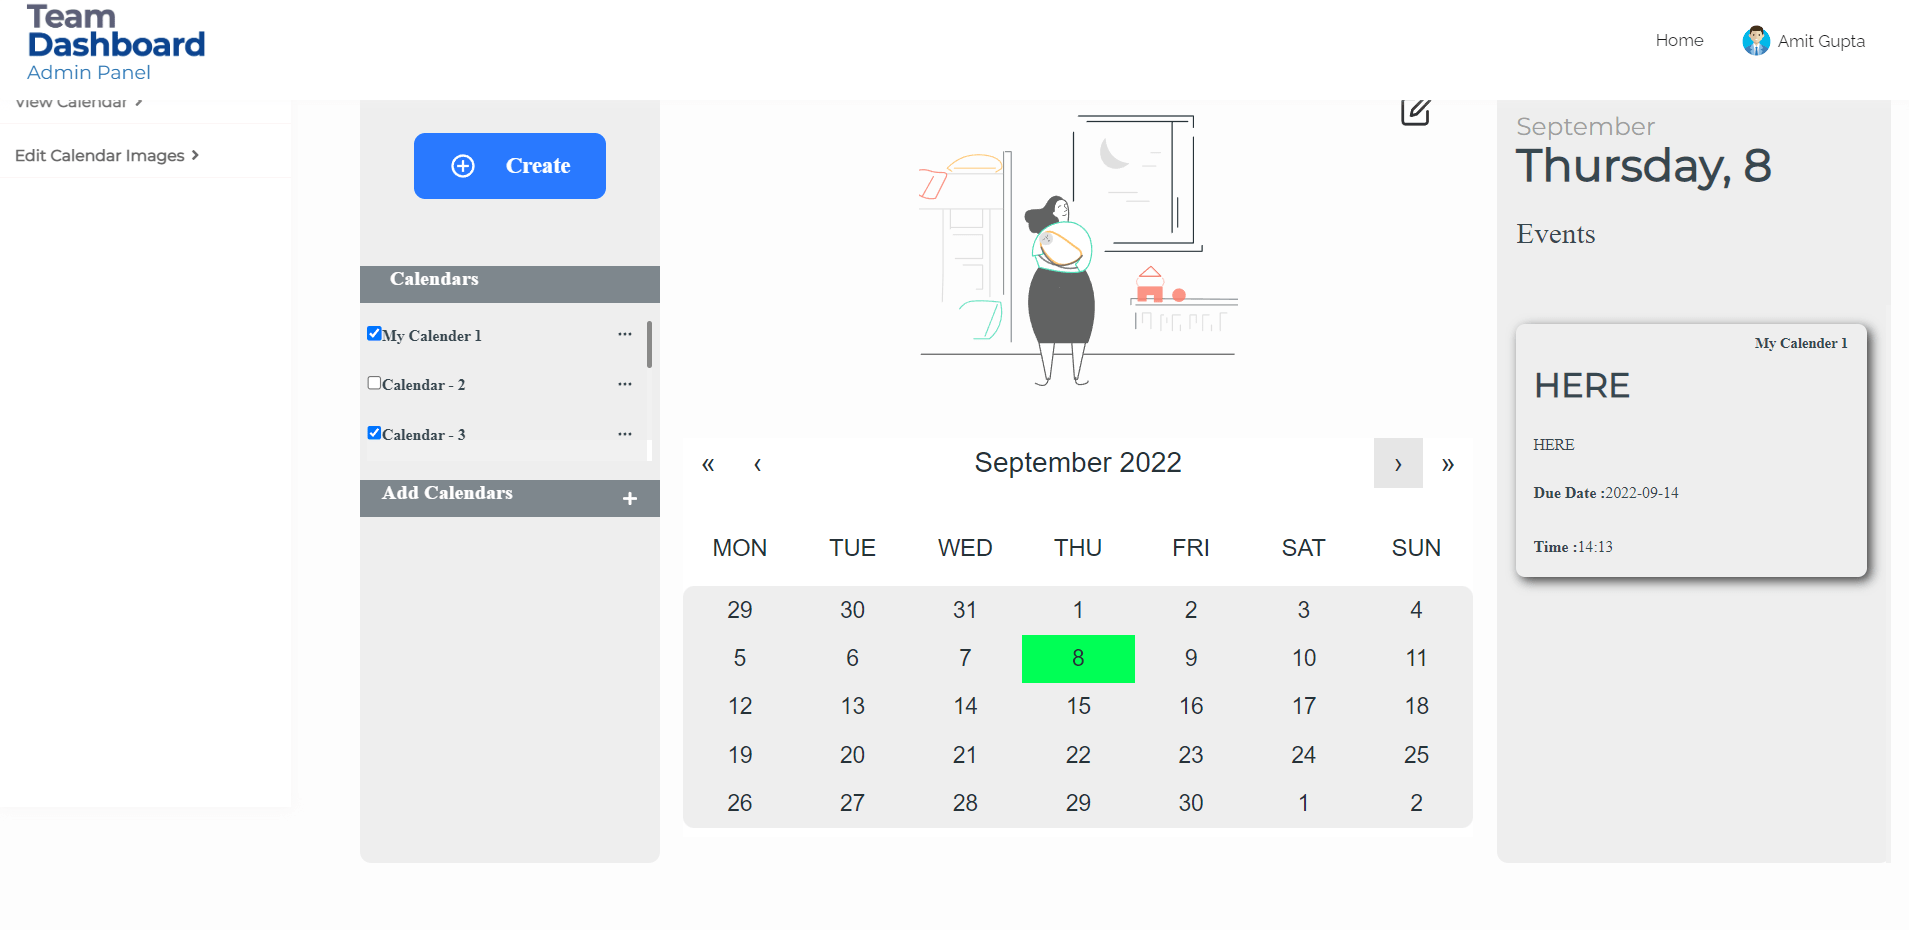 Team
Dashboard
Admin Panel
Home
Amit Gupta
View Calendar
Edit Calendar Images
Create
Calendars
My Calender 1
Calendar - 2
Calendar - 3
Add Calendars
September 2022
MON TUE WED THU FRI SAT SUN
29 30 31 1 2 3 4
5 6 7 8 9 10 11
12 13 14 15 16 17 18
19 20 21 22 23 24 25
26 27 28 29 30 1 2
September
Thursday, 8
Events
My Calender 1
HERE
HERE
Due Date :2022-09-14
Time :14:13